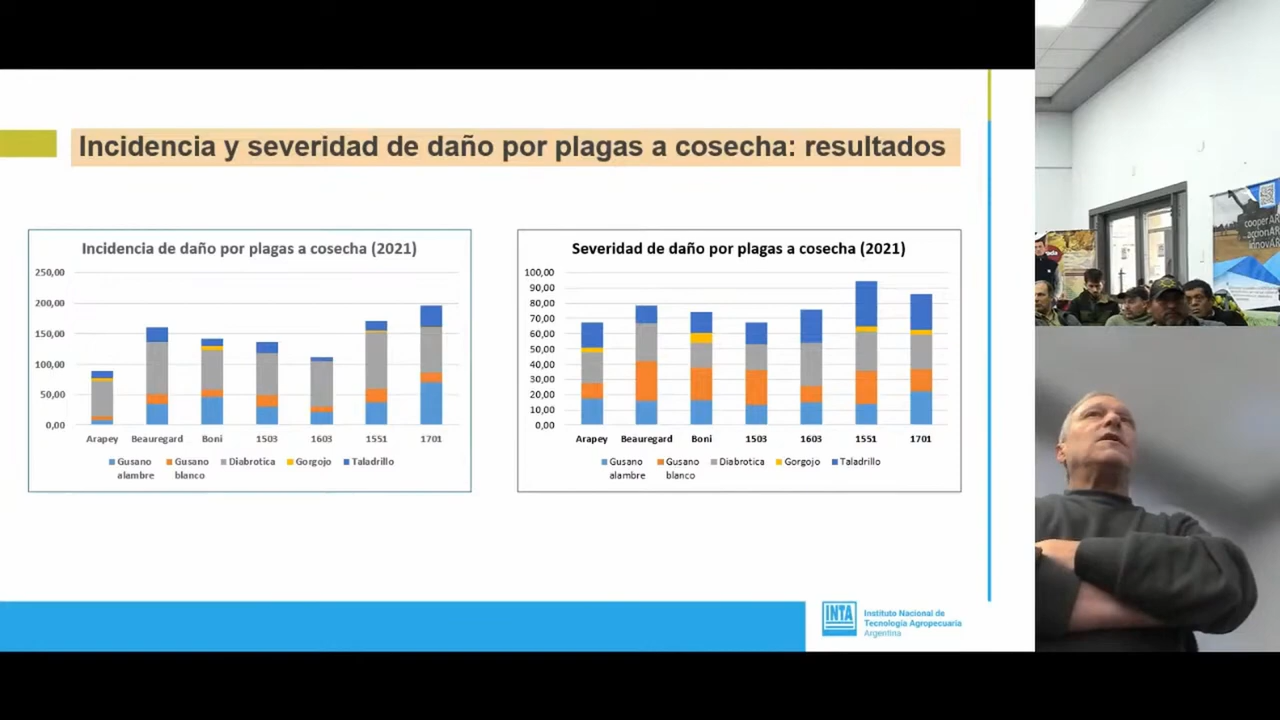 Incidencia y severidad de daño por plagas a cosecha: resultados
Incidencia de daño por plagas a cosecha (2021)
250,00
200,00
150,00
100,00
50,00
0,00
Arapey Beauregard Boni 1503 1603 1551 1701
Gusano alambre Gusano blanco Diabrotica Gorgojo Taladrillo
Severidad de daño por plagas a cosecha (2021)
100,00
90,00
80,00
70,00
60,00
50,00
40,00
30,00
20,00
10,00
0,00
Arapey Beauregard Boni 1503 1603 1551 1701
Gusano alambre Gusano blanco Diabrotica Gorgojo Taladrillo
INTA
Instituto Nacional de
Tecnología Agropecuaria
Argentina
cooperAR
accionAR
innovAR